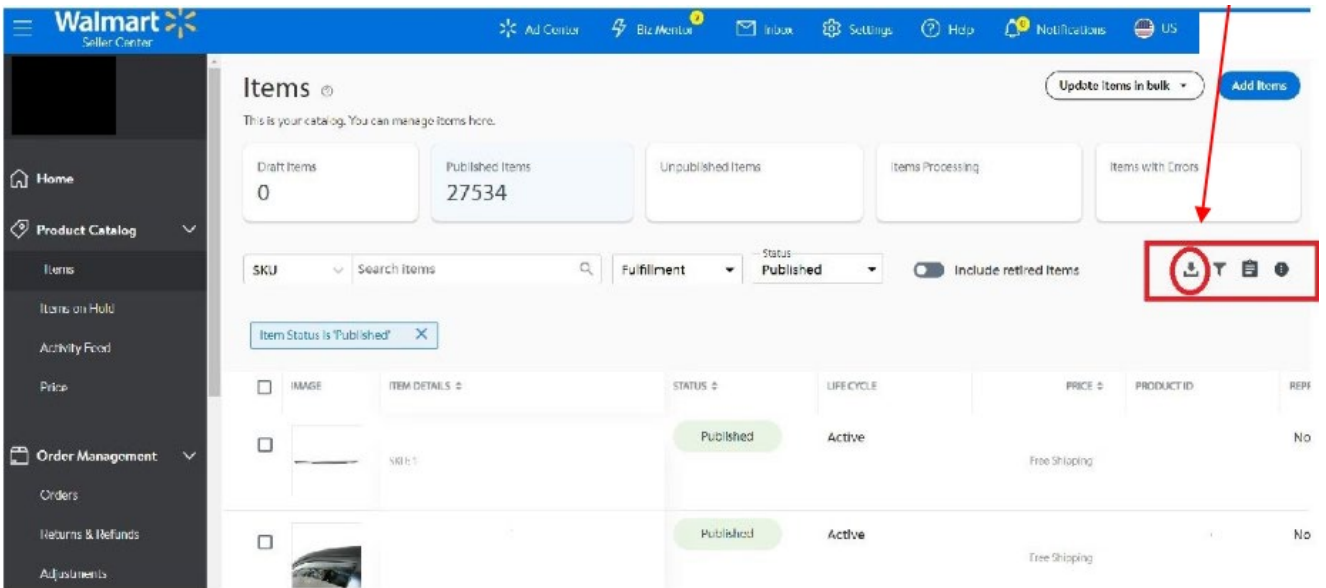 Walmart
Seller Center
Ad Center
Biz Mentor
Inbox
Settings
Help
Notifications
US
Items
Update items in bulk
Add Items
This is your catalog. You can manage items here.
Draft Items
0
Published Items
27534
Unpublished Items
Items Processing
Items with Errors
Home
Product Catalog
Items
Items on Hold
Activity Feed
Price
Order Management
Orders
Returns & Refunds
Adjustments
SKU
Search items
Fulfillment
Status
Published
Include retired items
Item Status is 'Published'
IMAGE
ITEM DETAILS
STATUS
LIFE CYCLE
PRICE
PRODUCT ID
Published
Active
Free Shipping
No
Published
Active
Free Shipping
No